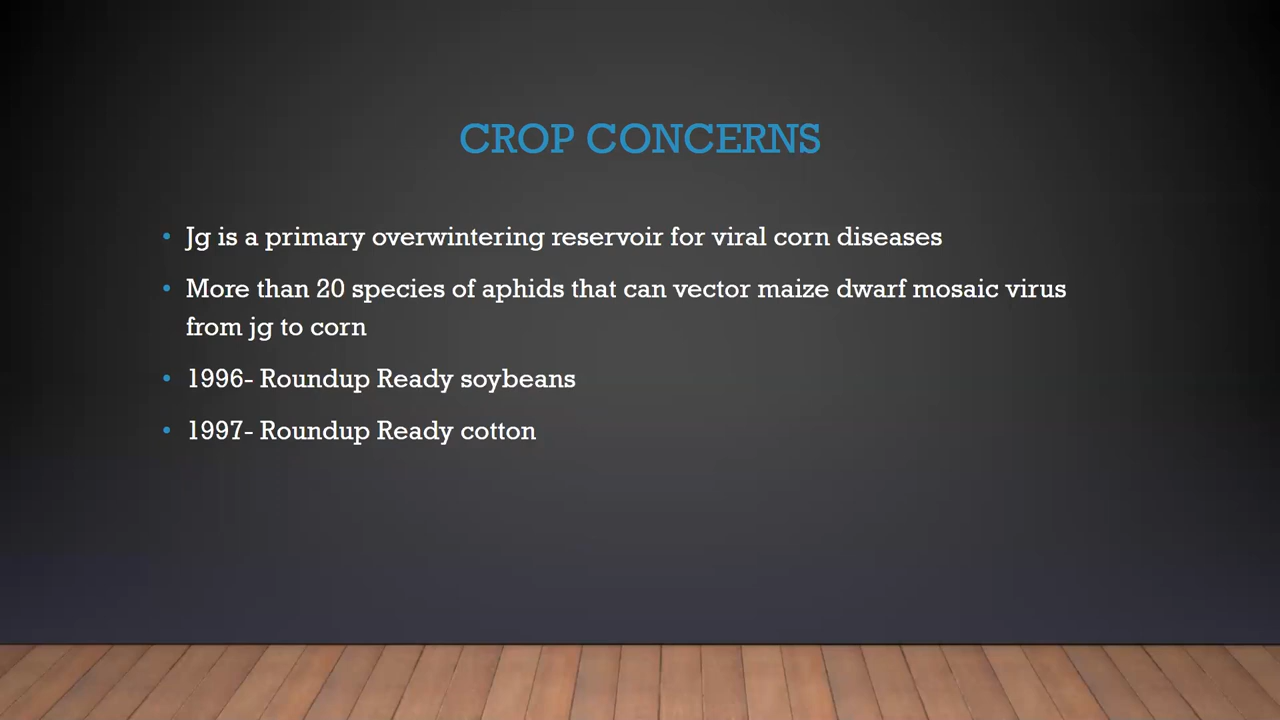 CROP CONCERNS
• Jg is a primary overwintering reservoir for viral corn diseases
• More than 20 species of aphids that can vector maize dwarf mosaic virus
from jg to corn
• 1996- Roundup Ready soybeans
• 1997- Roundup Ready cotton